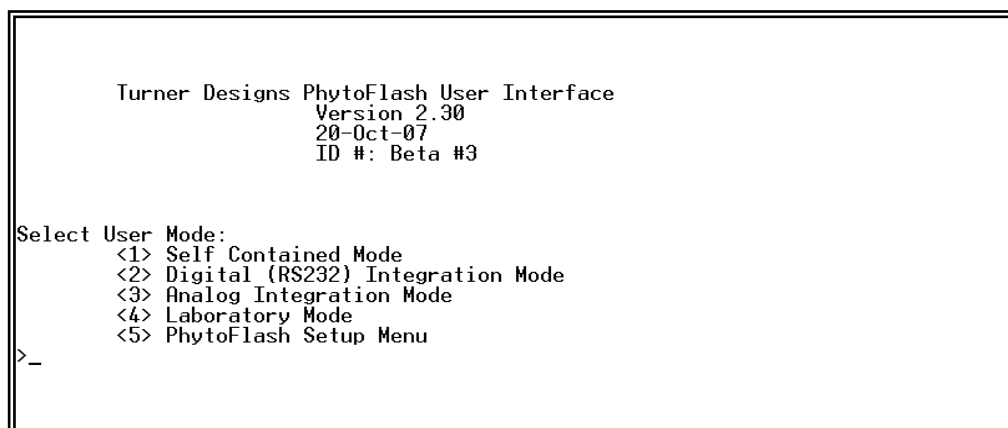 Turner Designs PhytoFlash User Interface
Version 2.30
20-Oct-07
ID #: Beta #3
Select User Mode:
<1> Self Contained Mode
<2> Digital (RS232) Integration Mode
<3> Analog Integration Mode
<4> Laboratory Mode
<5> PhytoFlash Setup Menu
>_